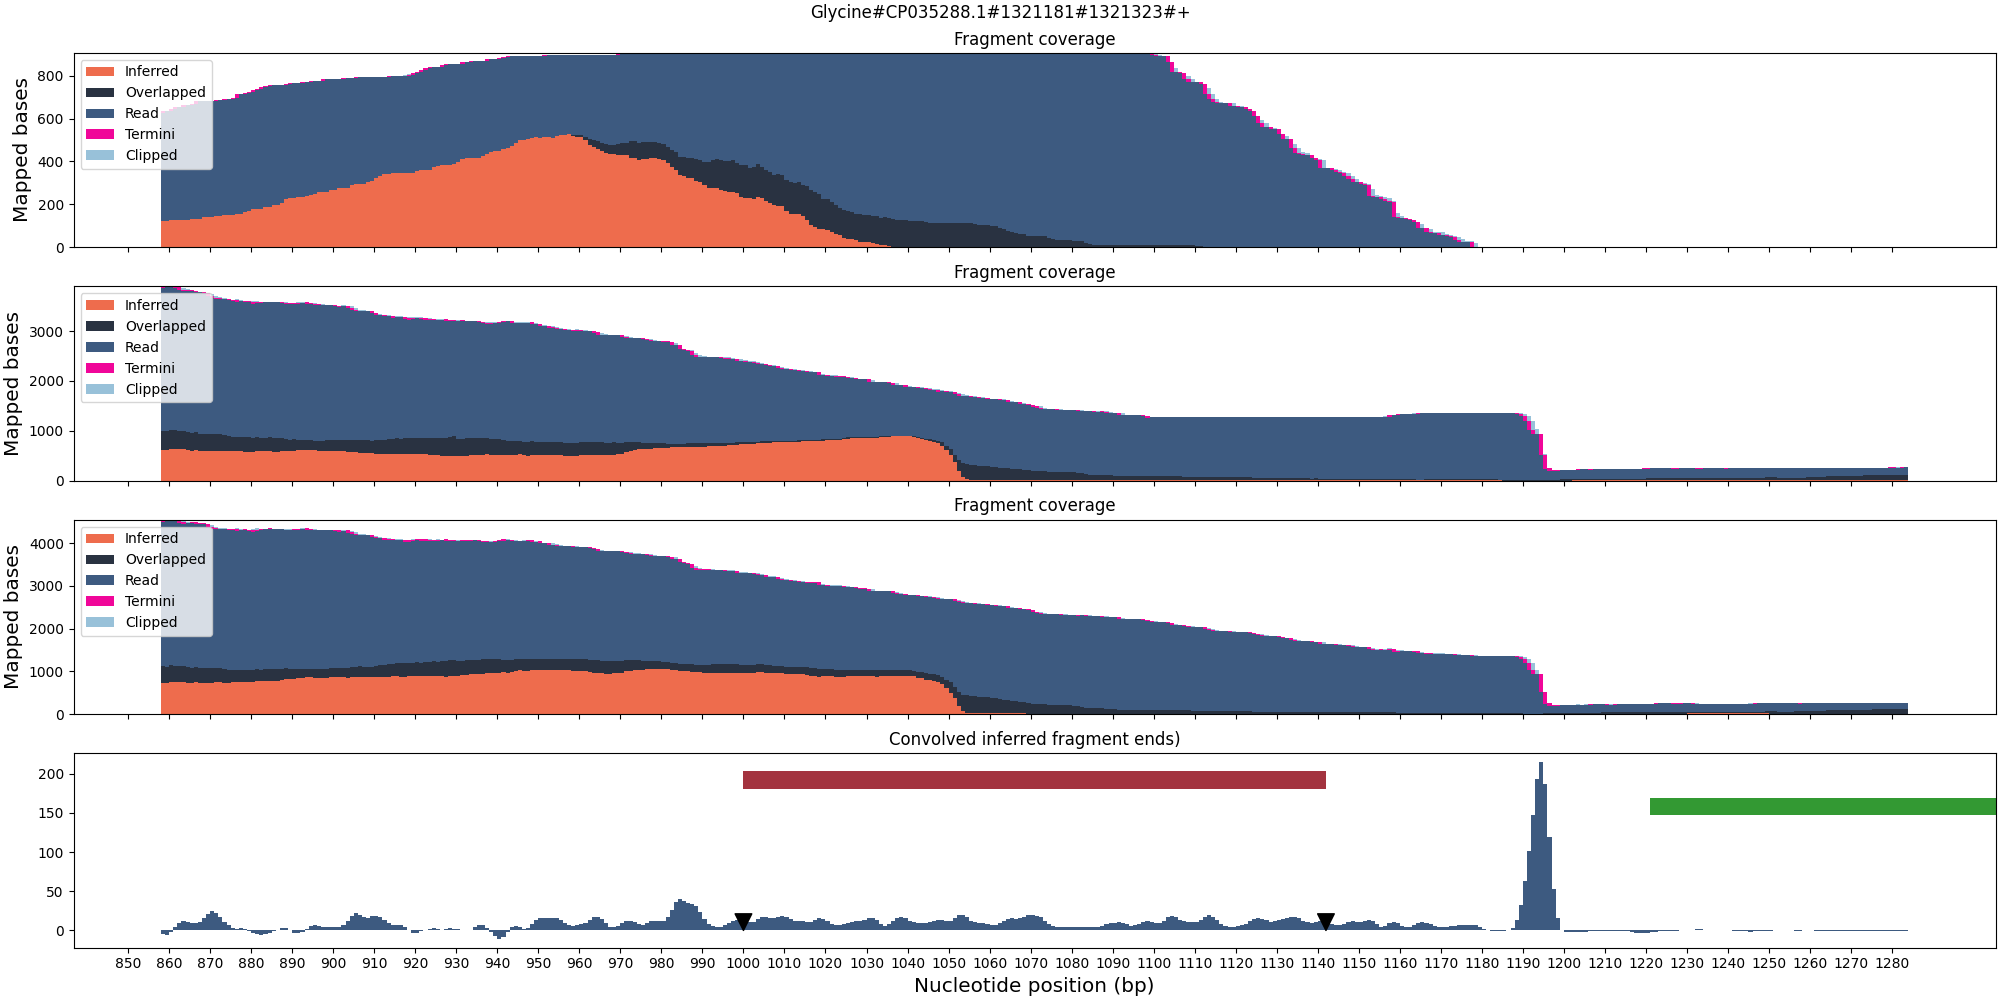 Glycine#CP035288.1#1321181#1321323#+
Fragment coverage
Mapped bases
800
600
400
200
0
Inferred
Overlapped
Read
Termini
Clipped
Fragment coverage
Mapped bases
3000
2000
1000
0
Inferred
Overlapped
Read
Termini
Clipped
Fragment coverage
Mapped bases
4000
3000
2000
1000
0
Inferred
Overlapped
Read
Termini
Clipped
Convolved inferred fragment ends)
200
150
100
50
0
850 860 870 880 890 900 910 920 930 940 950 960 970 980 990 1000 1010 1020 1030 1040 1050 1060 1070 1080 1090 1100 1110 1120 1130 1140 1150 1160 1170 1180 1190 1200 1210 1220 1230 1240 1250 1260 1270 1280
Nucleotide position (bp)